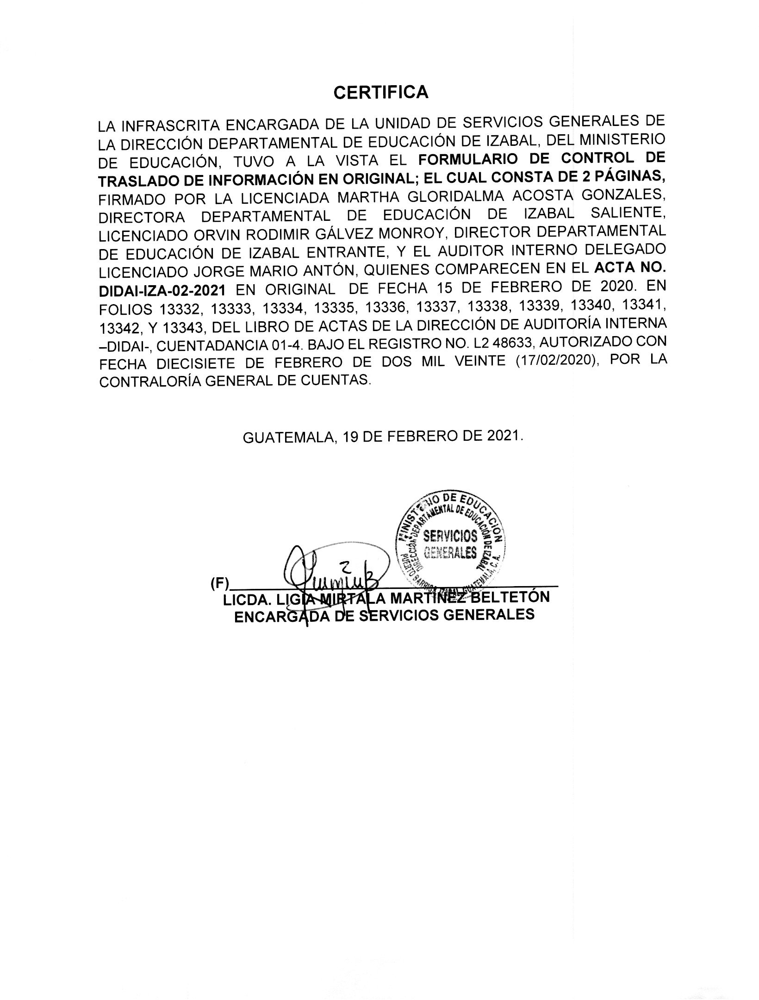 CERTIFICA
LA INFRASCRITA ENCARGADA DE LA UNIDAD DE SERVICIOS GENERALES DE
LA DIRECCIÓN DEPARTAMENTAL DE EDUCACIÓN DE IZABAL, DEL MINISTERIO
DE EDUCACIÓN, TUVO A LA VISTA EL FORMULARIO DE CONTROL DE
TRASLADO DE INFORMACIÓN EN ORIGINAL; EL CUAL CONSTA DE 2 PÁGINAS,
FIRMADO POR LA LICENCIADA MARTHA GLORIDALMA ACOSTA GONZALES,
DIRECTORA DEPARTAMENTAL DE EDUCACIÓN DE IZABAL SALIENTE,
LICENCIADO ORVIN RODIMIR GÁLVEZ MONROY, DIRECTOR DEPARTAMENTAL
DE EDUCACIÓN DE IZABAL ENTRANTE, Y EL AUDITOR INTERNO DELEGADO
LICENCIADO JORGE MARIO ANTÓN, QUIENES COMPARECEN EN EL ACTA NO.
DIDAI-IZA-02-2021 EN ORIGINAL DE FECHA 15 DE FEBRERO DE 2020. EN
FOLIOS 13332, 13333, 13334, 13335, 13336, 13337, 13338, 13339, 13340, 13341,
13342, Y 13343, DEL LIBRO DE ACTAS DE LA DIRECCIÓN DE AUDITORÍA INTERNA
–DIDAI-, CUENTADANCIA 01-4. BAJO EL REGISTRO NO. L2 48633, AUTORIZADO CON
FECHA DIECISIETE DE FEBRERO DE DOS MIL VEINTE (17/02/2020), POR LA
CONTRALORÍA GENERAL DE CUENTAS.
GUATEMALA, 19 DE FEBRERO DE 2021.
MINISTERIO DE EDUCACION
DIRECCIÓN DEPARTAMENTAL DE EDUCACIÓN DE IZABAL
SERVICIOS
GENERALES
PUERTO BARRIOS, IZABAL, GUATEMALA, C. A.
(F)
LICDA. LIGIA MIRTALA MARTÍNEZ BELTETÓN
ENCARGADA DE SERVICIOS GENERALES